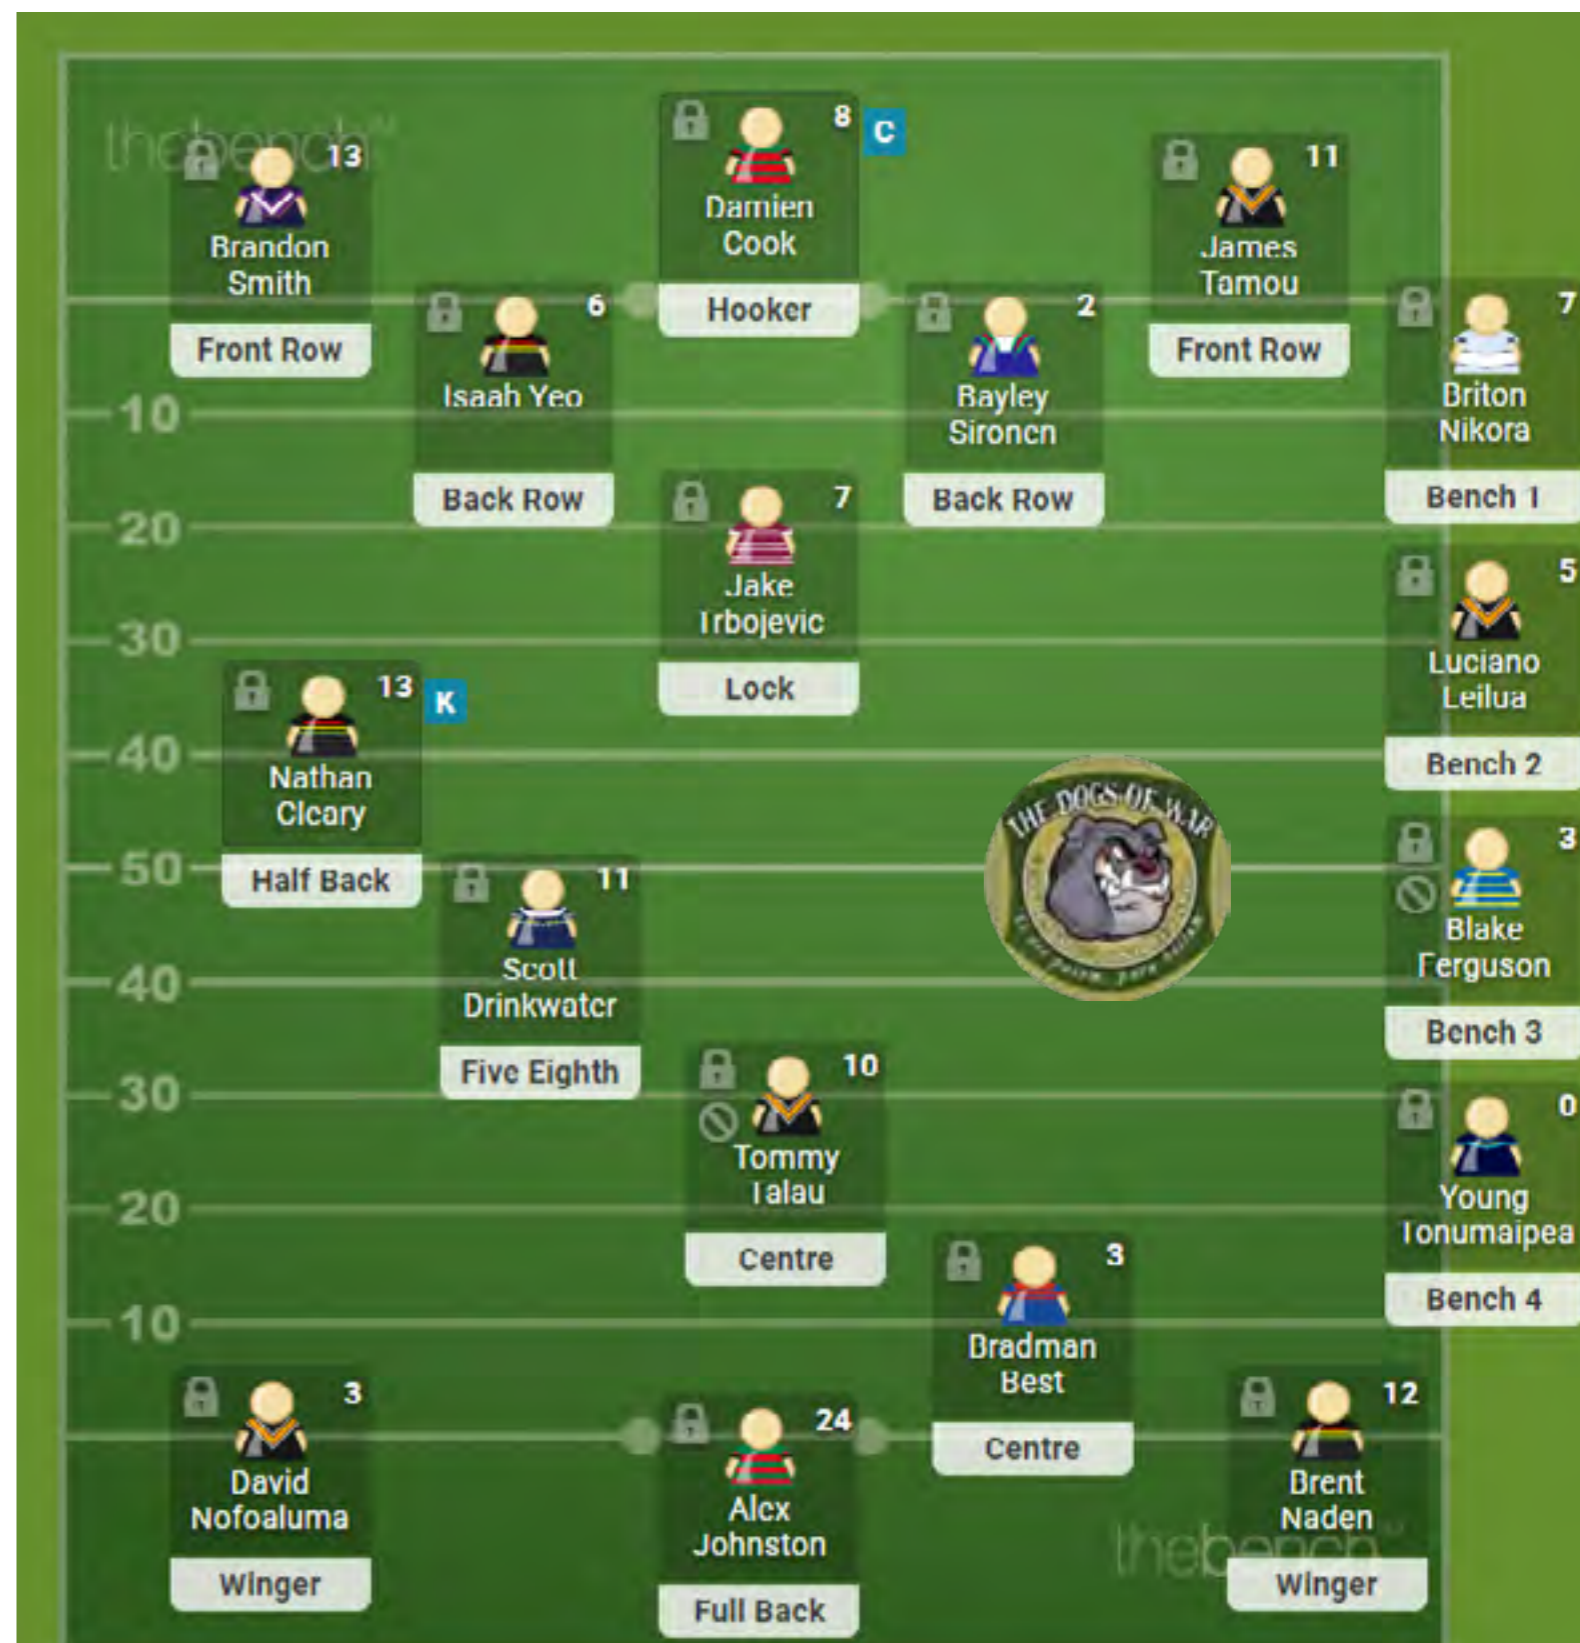 thebench
13
Brandon
Smith
Front Row
8
C
Damien
Cook
Hooker
11
James
Tamou
Front Row
6
Isaah Yeo
Back Row
2
Bayley
Sironen
Back Row
7
Briton
Nikora
Bench 1
10
20
7
Jake
Trbojevic
Lock
5
Luciano
Leilua
Bench 2
30
13
K
Nathan
Cleary
Half Back
40
THE DOGS OF WAR
50
3
Blake
Ferguson
Bench 3
11
Scott
Drinkwater
Five Eighth
40
10
Tommy
Talau
Centre
30
0
Young
Tonumaipea
Bench 4
20
3
Bradman
Best
Centre
10
3
David
Nofoaluma
Winger
24
Alex
Johnston
Full Back
12
Brent
Naden
Winger
thebench